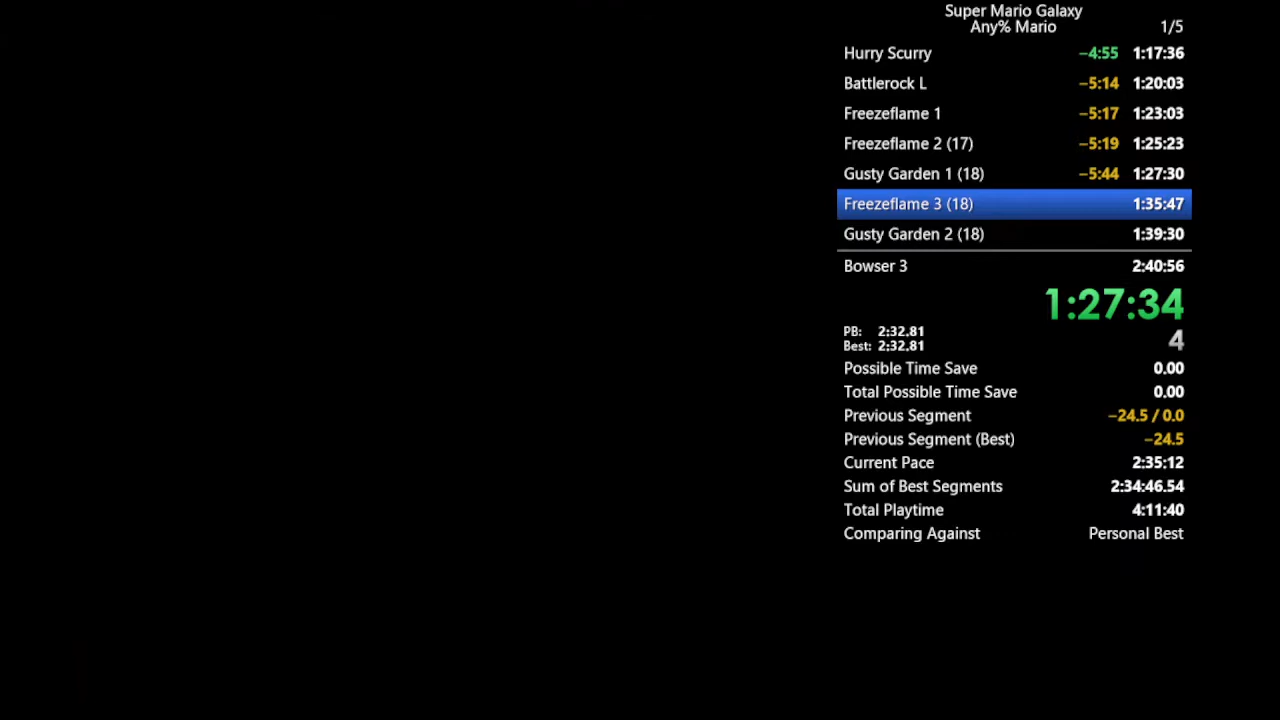 Super Mario Galaxy
Any% Mario 1/5
Hurry Scurry −4:55 1:17:36
Battlerock L −5:14 1:20:03
Freezeflame 1 −5:17 1:23:03
Freezeflame 2 (17) −5:19 1:25:23
Gusty Garden 1 (18) −5:44 1:27:30
Freezeflame 3 (18) 1:35:47
Gusty Garden 2 (18) 1:39:30
Bowser 3 2:40:56
1:27:34
PB: 2:32.81
4
Best: 2:32.81
Possible Time Save 0.00
Total Possible Time Save 0.00
Previous Segment −24.5 / 0.0
Previous Segment (Best) −24.5
Current Pace 2:35:12
Sum of Best Segments 2:34:46.54
Total Playtime 4:11:40
Comparing Against Personal Best